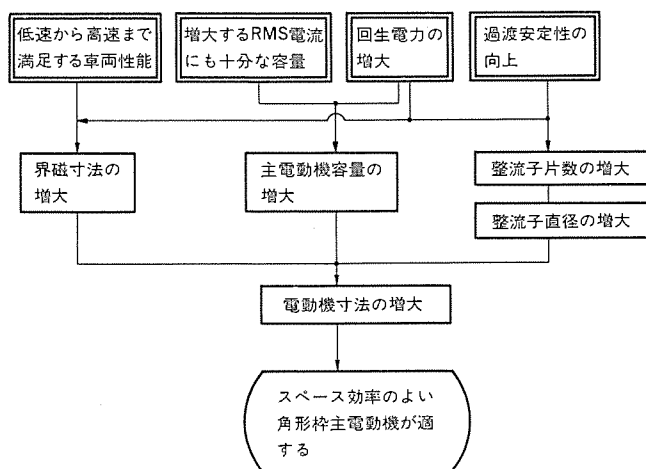 低速から高速まで
満足する車両性能
増大するRMS電流
にも十分な容量
回生電力の
増大
過渡安定性の
向上
界磁寸法の
増大
主電動機容量の
増大
整流子片数の増大
整流子直径の増大
電動機寸法の増大
スペース効率のよい
角形枠主電動機が適
する